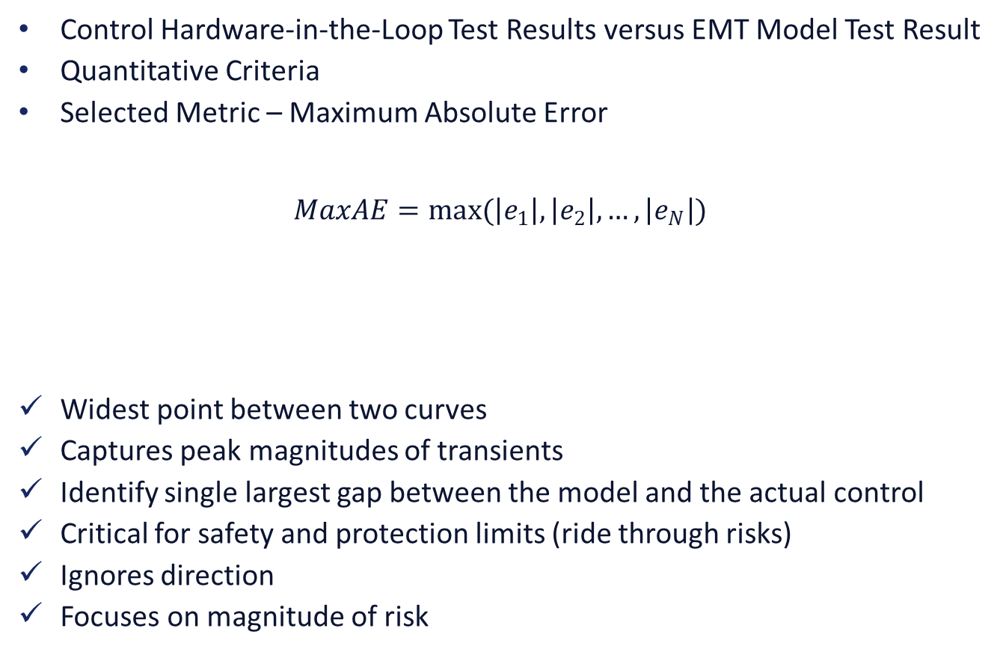 • Control Hardware-in-the-Loop Test Results versus EMT Model Test Result
• Quantitative Criteria
• Selected Metric – Maximum Absolute Error
MaxAE = max(|e₁|, |e₂|, … , |e_N|)
✓ Widest point between two curves
✓ Captures peak magnitudes of transients
✓ Identify single largest gap between the model and the actual control
✓ Critical for safety and protection limits (ride through risks)
✓ Ignores direction
✓ Focuses on magnitude of risk